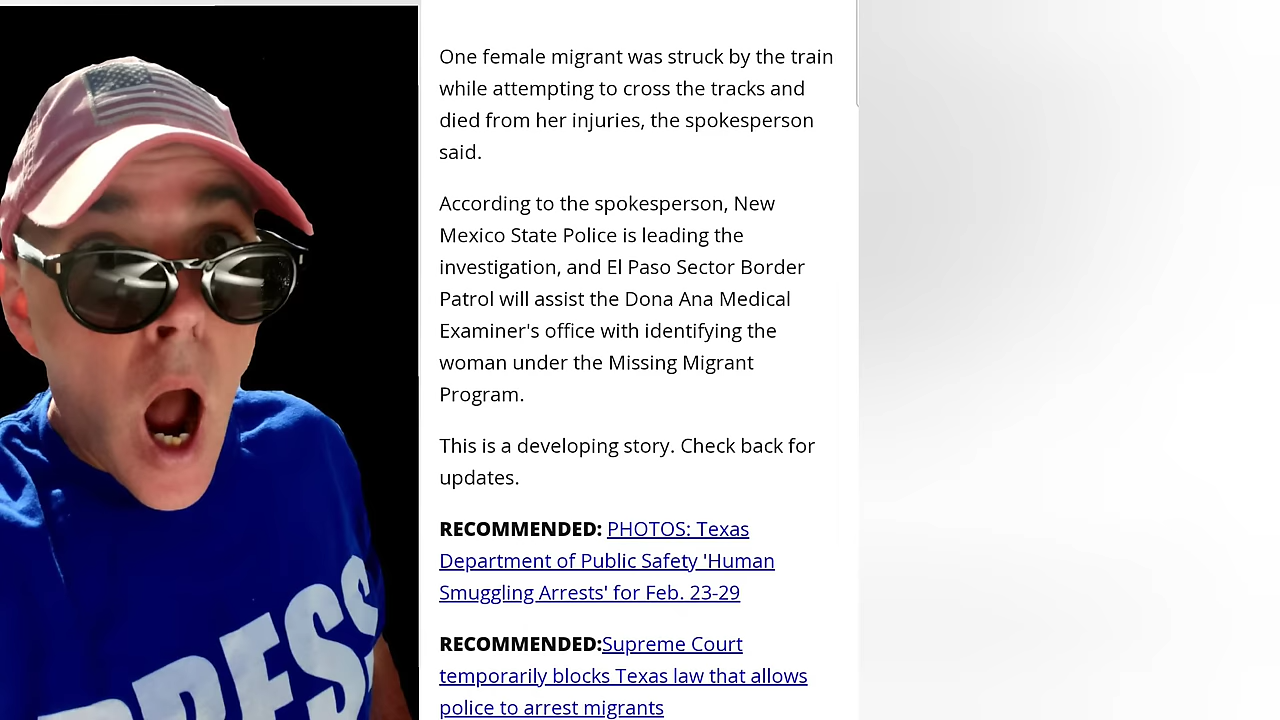 One female migrant was struck by the train
while attempting to cross the tracks and
died from her injuries, the spokesperson
said.
According to the spokesperson, New
Mexico State Police is leading the
investigation, and El Paso Sector Border
Patrol will assist the Dona Ana Medical
Examiner's office with identifying the
woman under the Missing Migrant
Program.
This is a developing story. Check back for
updates.
RECOMMENDED: PHOTOS: Texas
Department of Public Safety 'Human
Smuggling Arrests' for Feb. 23-29
RECOMMENDED:Supreme Court
temporarily blocks Texas law that allows
police to arrest migrants
PRESS